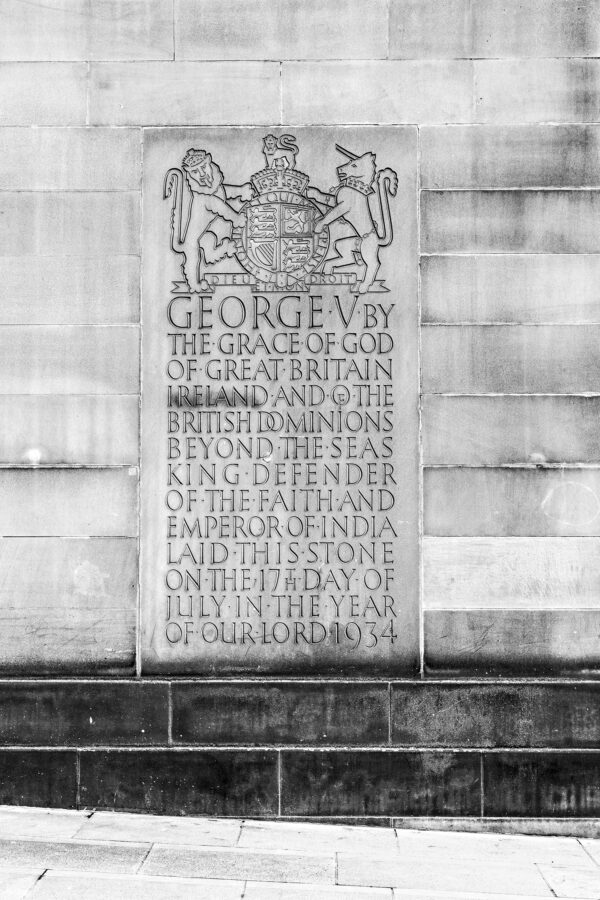 QUI
DIEU ET MON DROIT
GEORGE·V·BY
THE·GRACE·OF·GOD
OF·GREAT·BRITAIN
IRELAND·AND·OF·THE
BRITISH·DOMINIONS
BEYOND·THE·SEAS
KING·DEFENDER
OF·THE·FAITH·AND
EMPEROR·OF·INDIA
LAID·THIS·STONE
ON·THE·17TH·DAY·OF
JULY·IN·THE·YEAR
OF·OUR·LORD·1934